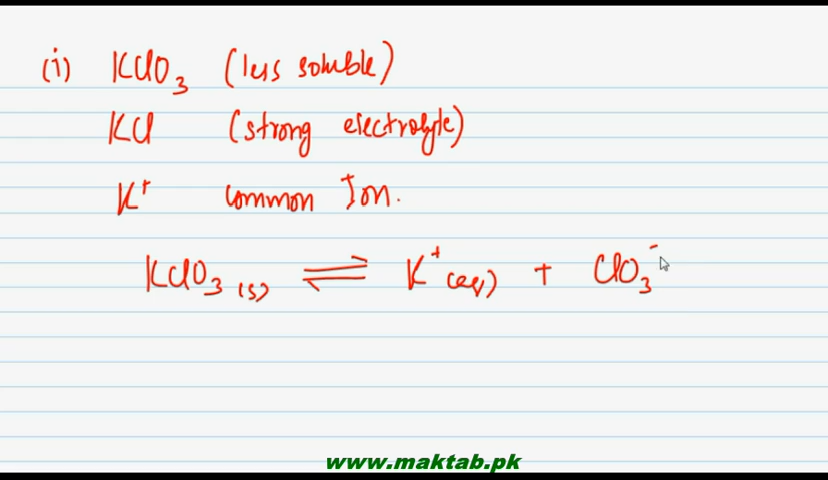 (i) KClO₃ (less soluble)
KCl (strong electrolyte)
K⁺ common Ion.
KClO₃ (s) ⇌ K⁺ (aq) + ClO₃⁻
www.maktab.pk